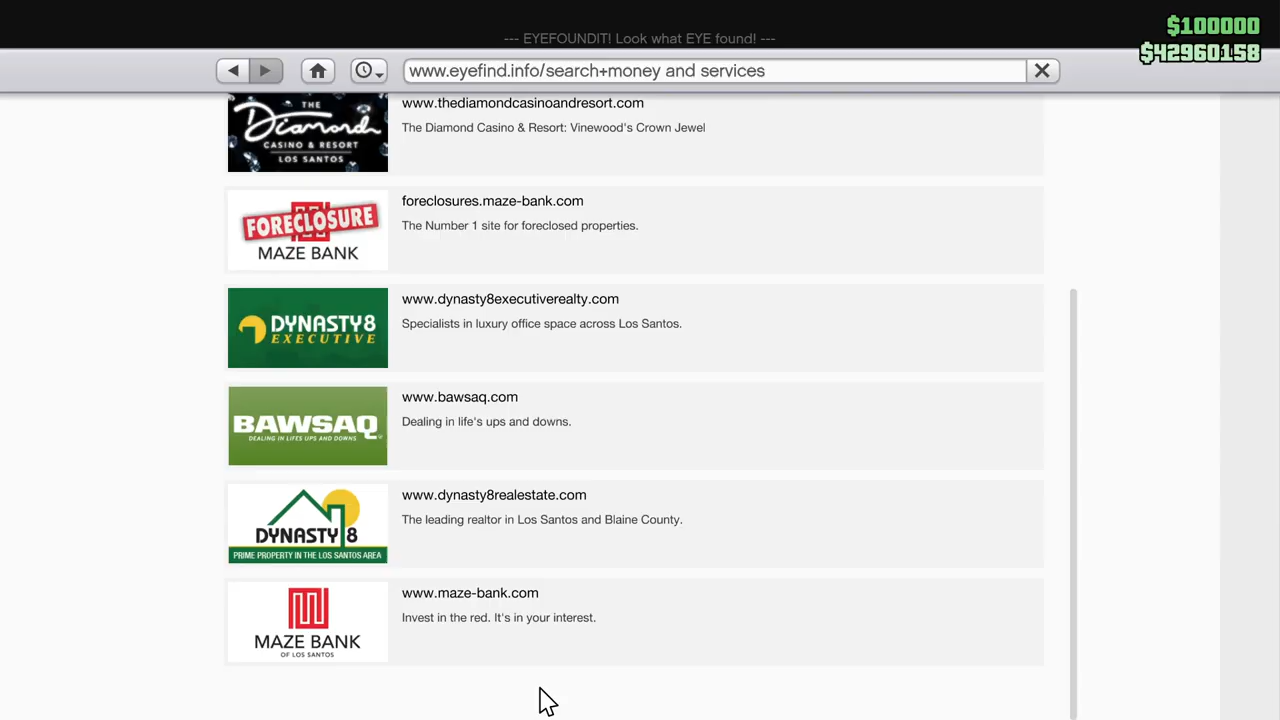 --- EYEFOUNDIT! Look what EYE found! ---
$100000
$42960158
www.eyefind.info/search+money and services
THE
Diamond
CASINO & RESORT
LOS SANTOS
www.thediamondcasinoandresort.com
The Diamond Casino & Resort: Vinewood's Crown Jewel
FORECLOSURE
MAZE BANK
foreclosures.maze-bank.com
The Number 1 site for foreclosed properties.
DYNASTY8
EXECUTIVE
www.dynasty8executiverealty.com
Specialists in luxury office space across Los Santos.
BAWSAQ
DEALING IN LIFES UPS AND DOWNS
www.bawsaq.com
Dealing in life's ups and downs.
DYNASTY 8
PRIME PROPERTY IN THE LOS SANTOS AREA
www.dynasty8realestate.com
The leading realtor in Los Santos and Blaine County.
MAZE BANK
OF LOS SANTOS
www.maze-bank.com
Invest in the red. It's in your interest.